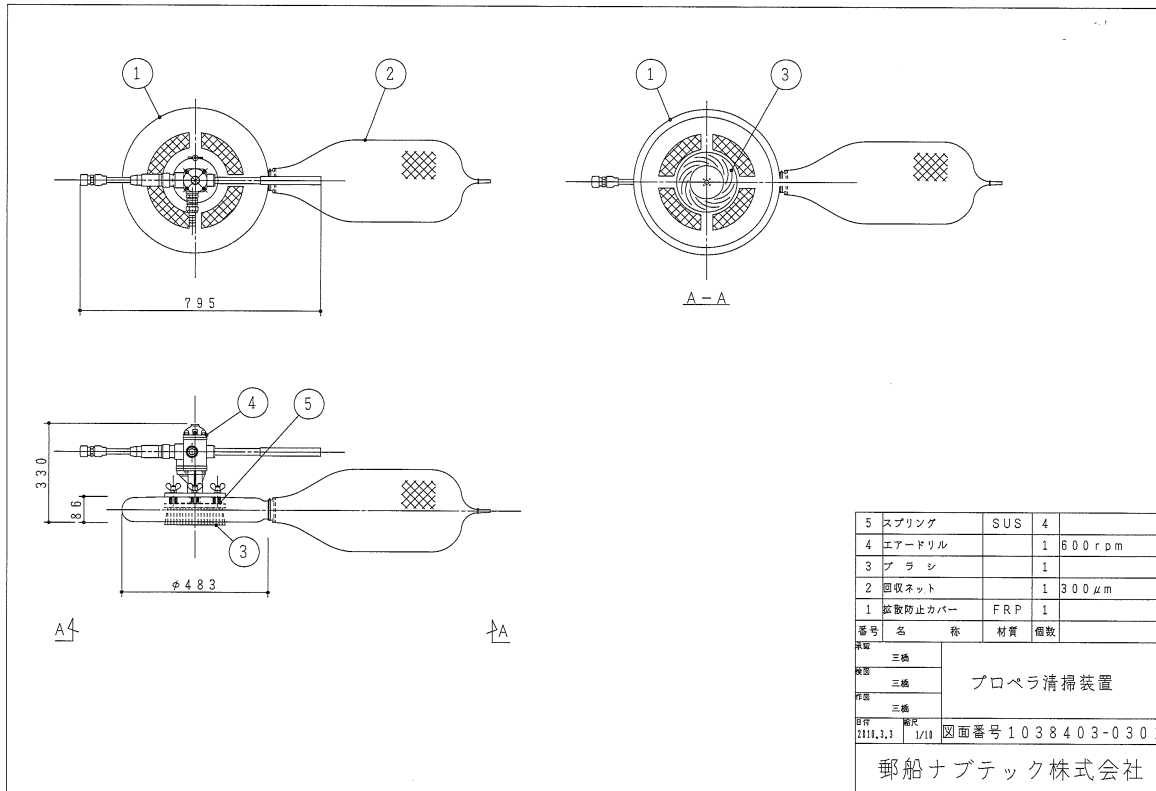 1
2
1
3
795
A-A
4
5
330
86
3
φ483
A
A
5 スプリング SUS 4
4 エアードリル 1 600rpm
3 ブラシ 1
2 回収ネット 1 300μm
1 拡散防止カバー FRP 1
番号 名 称 材質 個数
承認
三橋
検図
三橋
プロペラ清掃装置
作図
三橋
日付 縮尺
2010.3.3 1/10 図面番号1038403-0301
郵船ナブテック株式会社